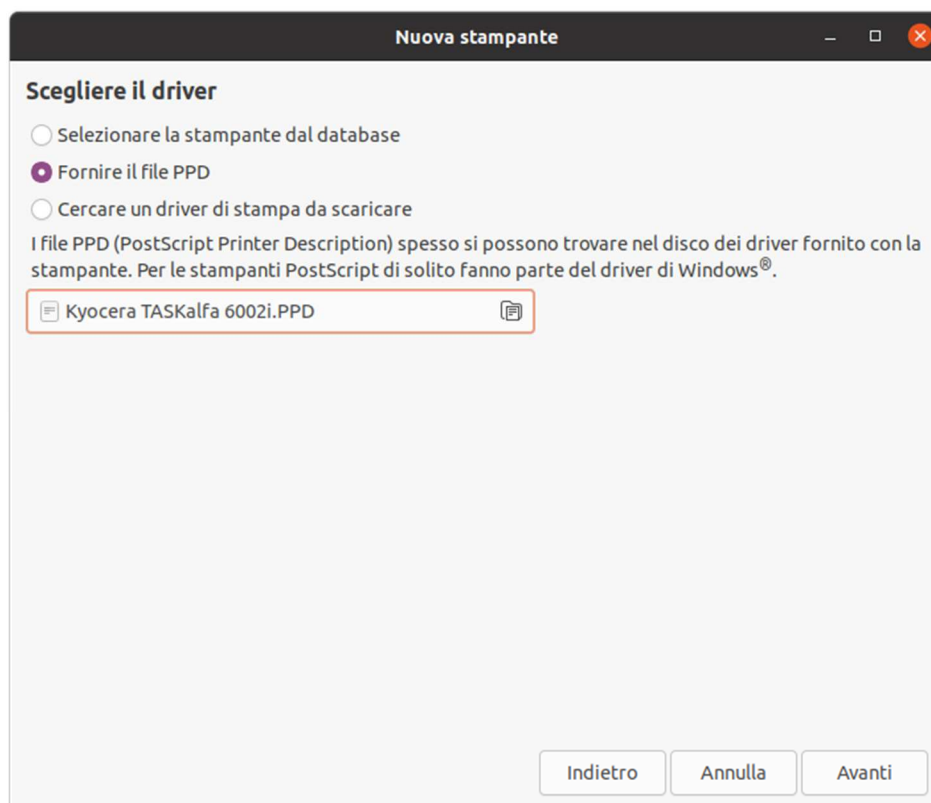 Nuova stampante
Scegliere il driver
Selezionare la stampante dal database
Fornire il file PPD
Cercare un driver di stampa da scaricare
I file PPD (PostScript Printer Description) spesso si possono trovare nel disco dei driver fornito con la
stampante. Per le stampanti PostScript di solito fanno parte del driver di Windows®.
Kyocera TASKalfa 6002i.PPD
Indietro Annulla Avanti